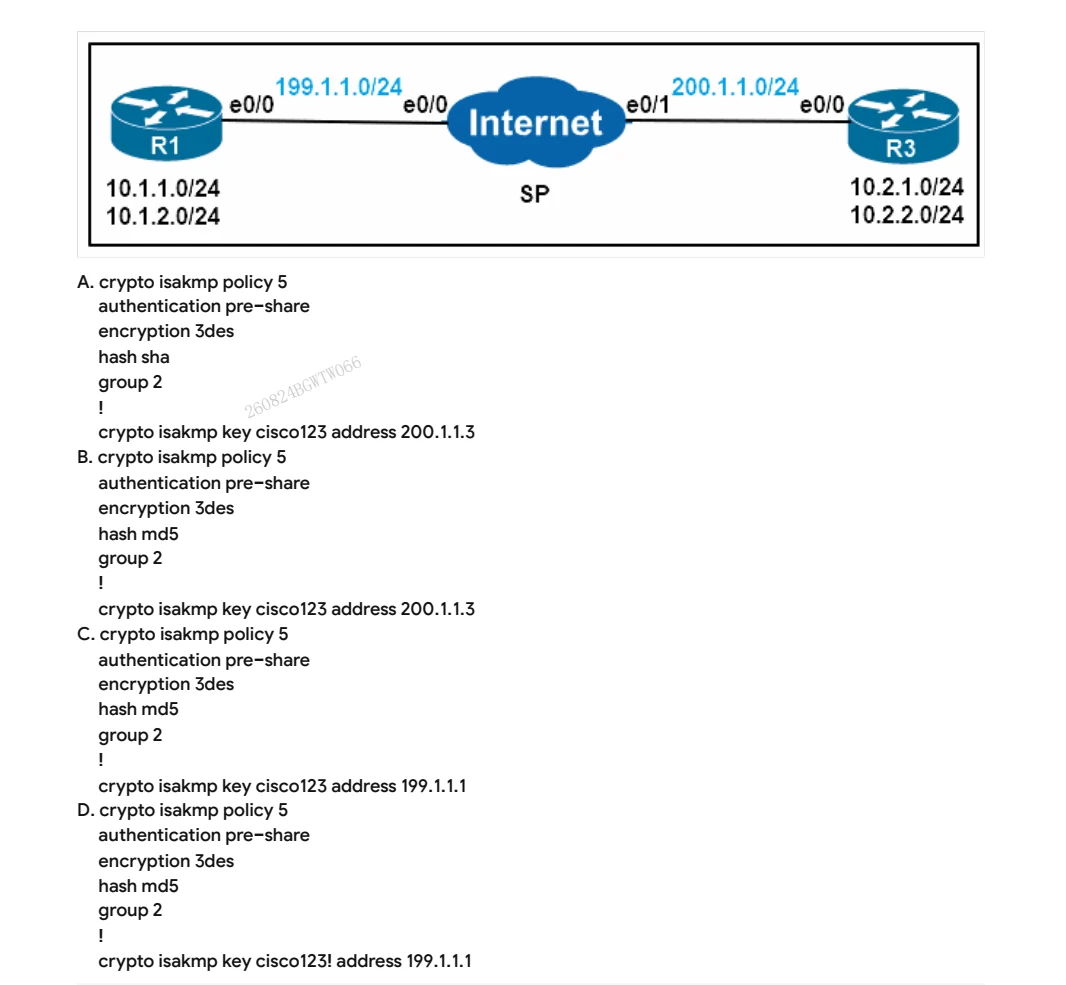 199.1.1.0/24
200.1.1.0/24
e0/0
e0/0
e0/1
e0/0
Internet
R1
R3
SP
10.1.1.0/24
10.1.2.0/24
10.2.1.0/24
10.2.2.0/24
A. crypto isakmp policy 5
authentication pre-share
encryption 3des
hash sha
260824BGWTW066
group 2
!
crypto isakmp key cisco123 address 200.1.1.3
B. crypto isakmp policy 5
authentication pre-share
encryption 3des
hash md5
group 2
!
crypto isakmp key cisco123 address 200.1.1.3
C. crypto isakmp policy 5
authentication pre-share
encryption 3des
hash md5
group 2
!
crypto isakmp key cisco123 address 199.1.1.1
D. crypto isakmp policy 5
authentication pre-share
encryption 3des
hash md5
group 2
!
crypto isakmp key cisco123! address 199.1.1.1